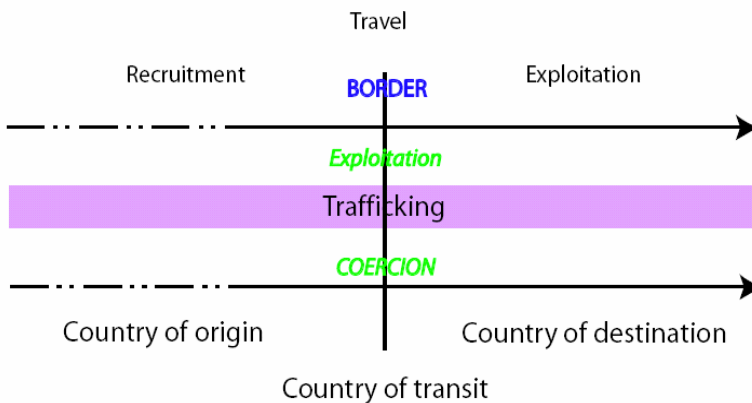 Travel
Recruitment
BORDER
Exploitation
Exploitation
Trafficking
COERCION
Country of origin
Country of destination
Country of transit